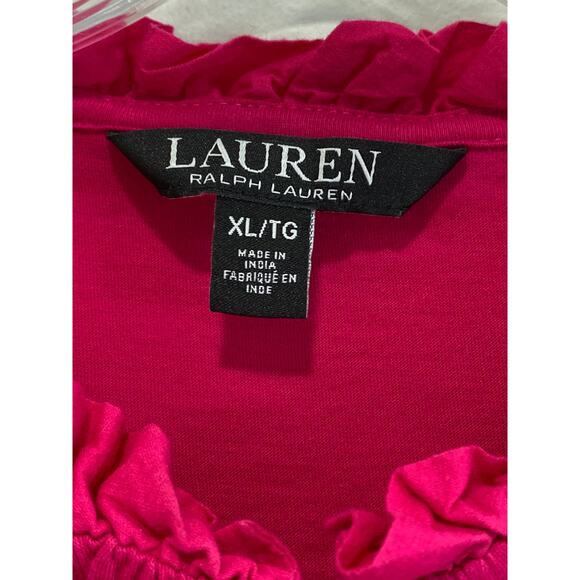 LAUREN
RALPH LAUREN
XL/TG
MADE IN
INDIA
FABRIQUÉ EN
INDE